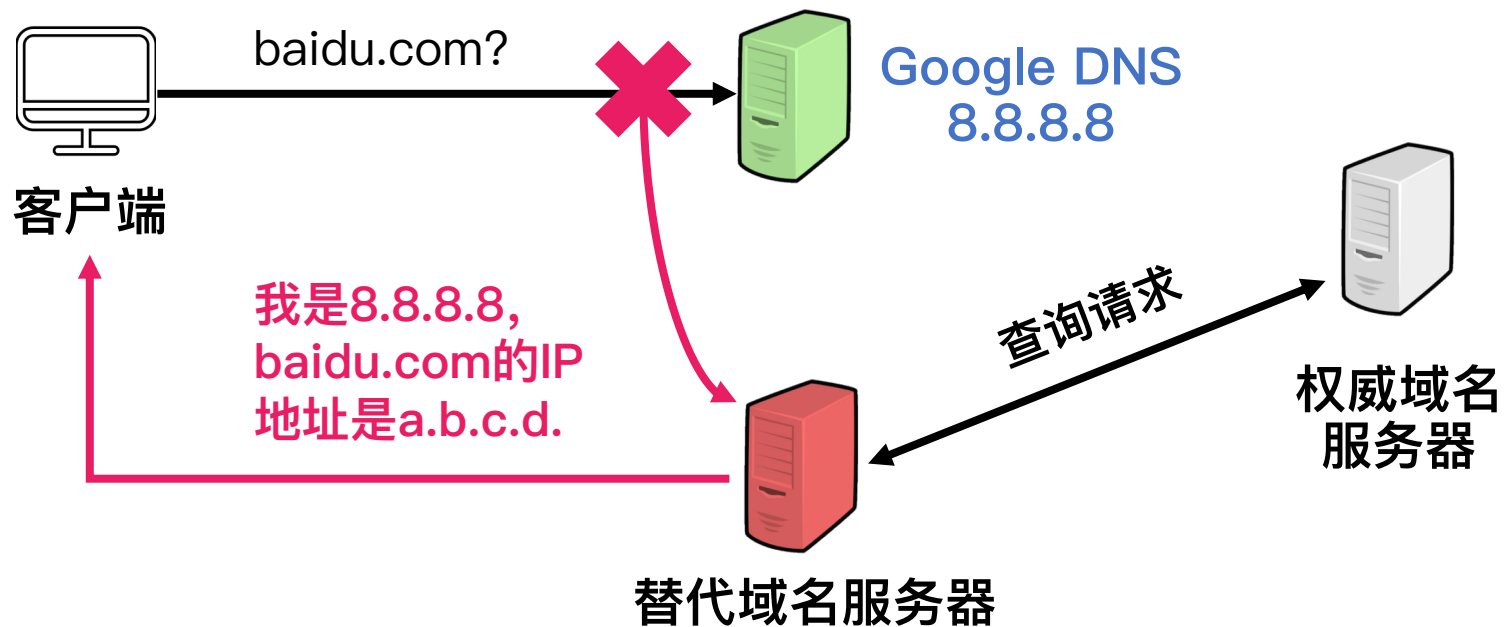 baidu.com?
Google DNS
8.8.8.8
客户端
我是8.8.8.8,
baidu.com的IP
地址是a.b.c.d.
查询请求
权威域名
服务器
替代域名服务器